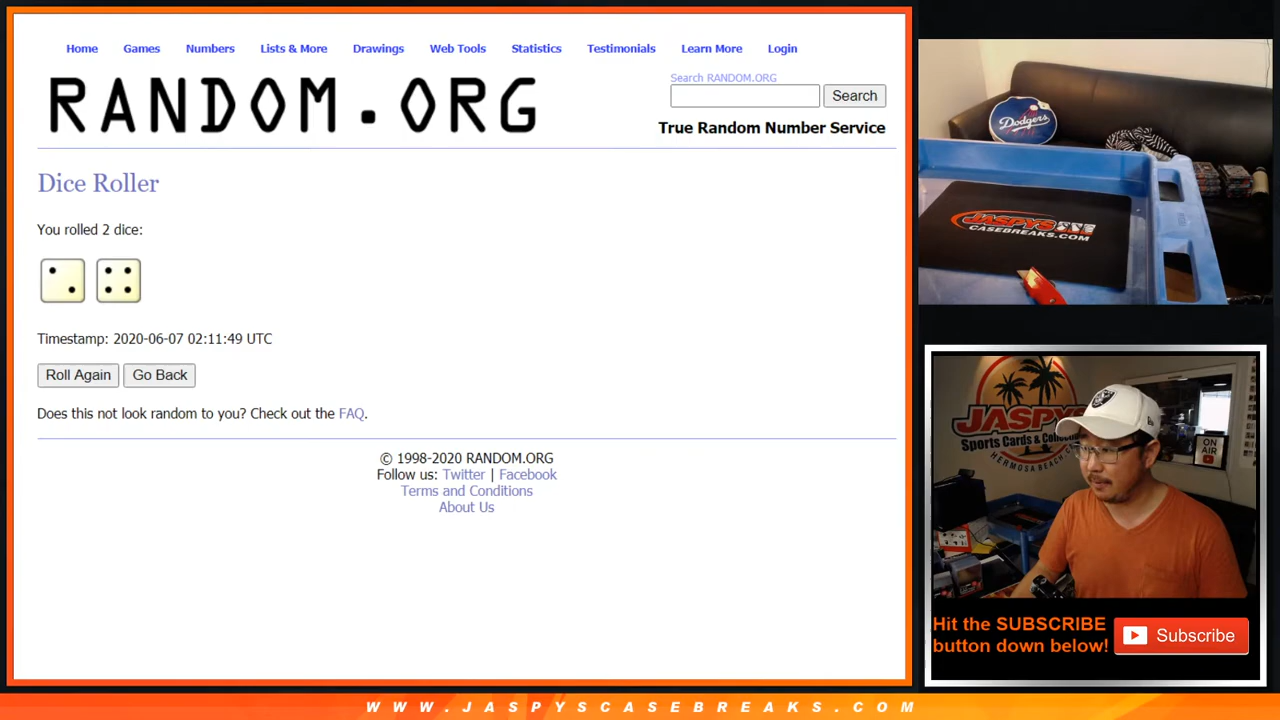 Home Games Numbers Lists & More Drawings Web Tools Statistics Testimonials Learn More Login
RANDOM.ORG
Search RANDOM.ORG
Search
True Random Number Service
Dice Roller
You rolled 2 dice:
Timestamp: 2020-06-07 02:11:49 UTC
Roll Again Go Back
Does this not look random to you? Check out the FAQ.
© 1998-2020 RANDOM.ORG
Follow us: Twitter | Facebook
Terms and Conditions
About Us
Dodgers
JASPYS
CASEBREAKS.COM
JASPYS
Sports Cards & Collec
HERMOSA BEACH, C
ON
AIR
Hit the SUBSCRIBE
button down below!
Subscribe
WWW.JASPYSCASEBREAKS.COM